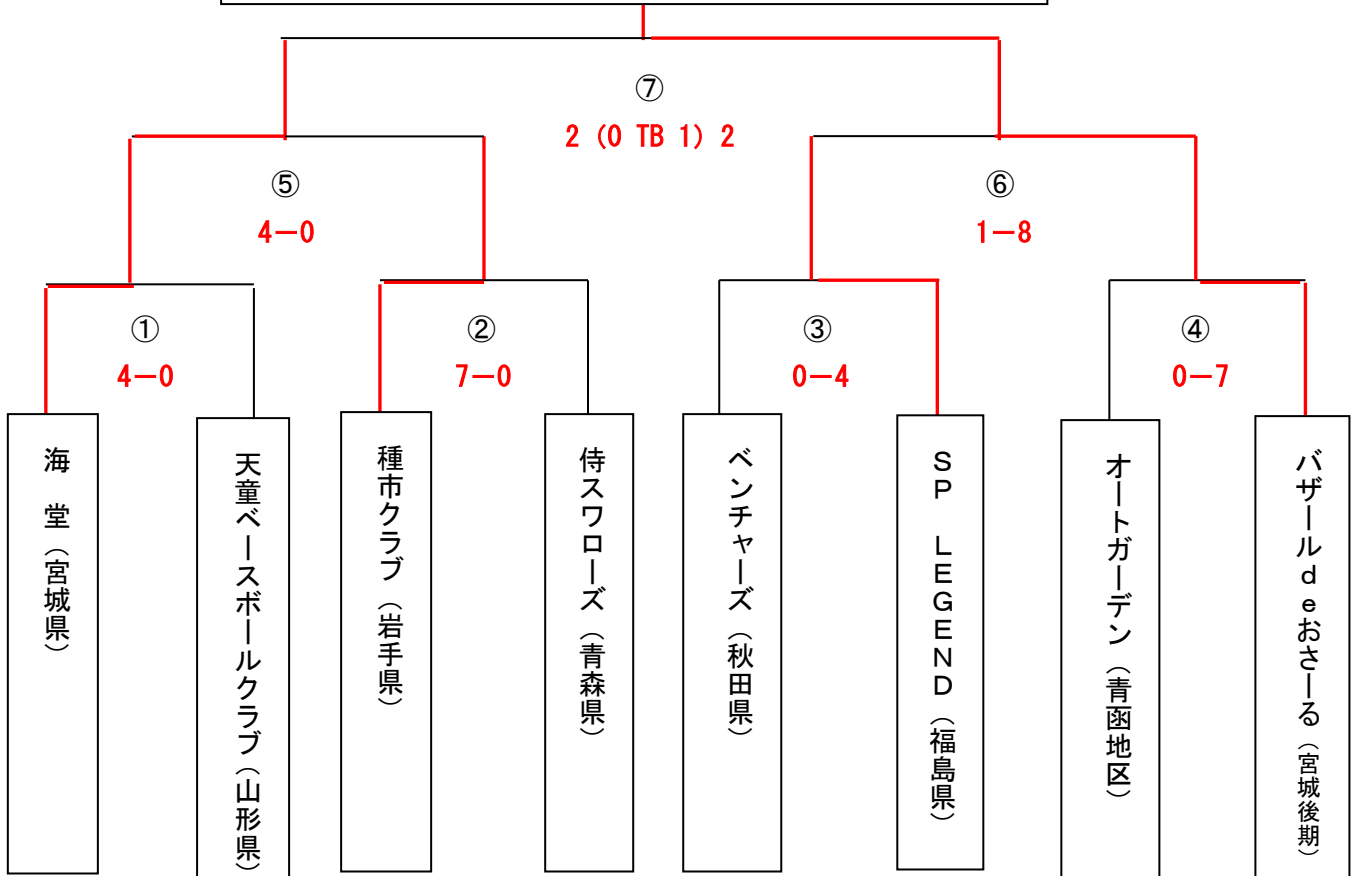 ⑦
2 (0 TB 1) 2
⑤
4－0
⑥
1－8
①
4－0
②
7－0
③
0－4
④
0－7
海　堂（宮城県）
天童ベースボールクラブ（山形県）
種市クラブ（岩手県）
侍スワローズ（青森県）
ベンチャーズ（秋田県）
ＳＰ　ＬＥＧＥＮＤ（福島県）
オートガーデン（青函地区）
バザールｄｅおさーる（宮城後期）